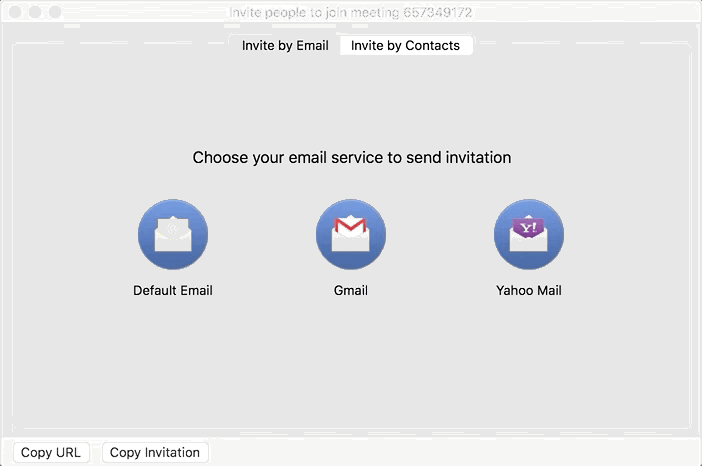 Invite people to join meeting 657349172
Invite by Email Invite by Contacts
Choose your email service to send invitation
Y!
Default Email Gmail Yahoo Mail
Copy URL Copy Invitation